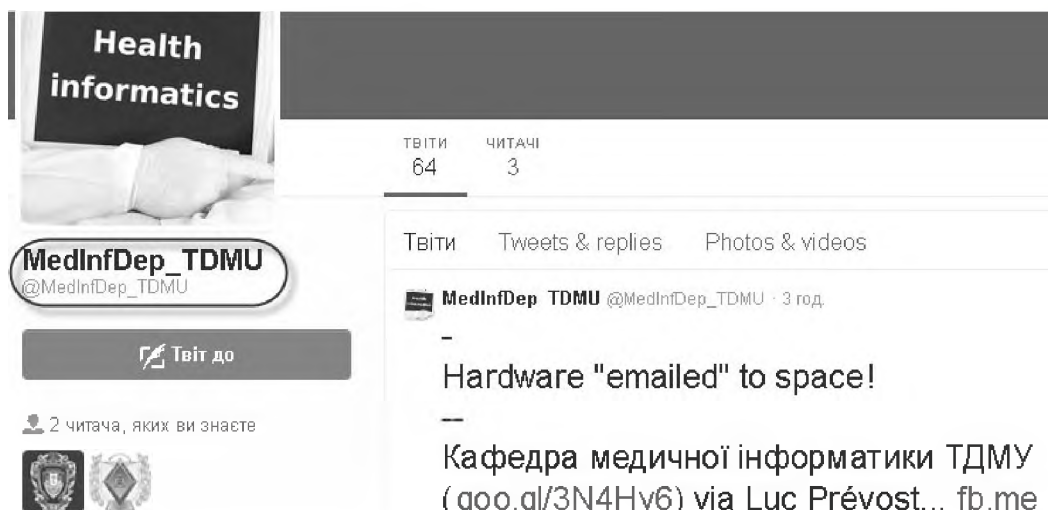 Health
informatics
ТВІТИ ЧИТАЧІ
64 3
MedInfDep_TDMU
@MedInfDep_TDMU
Твіт до
2 читача, яких ви знаєте
Твіти Tweets & replies Photos & videos
MedInfDep TDMU @MedInfDep_TDMU · 3 год.
-
Hardware "emailed" to space!
--
Кафедра медичної інформатики ТДМУ
(goo.gl/3N4Hv6) via Luc Prévost... fb.me